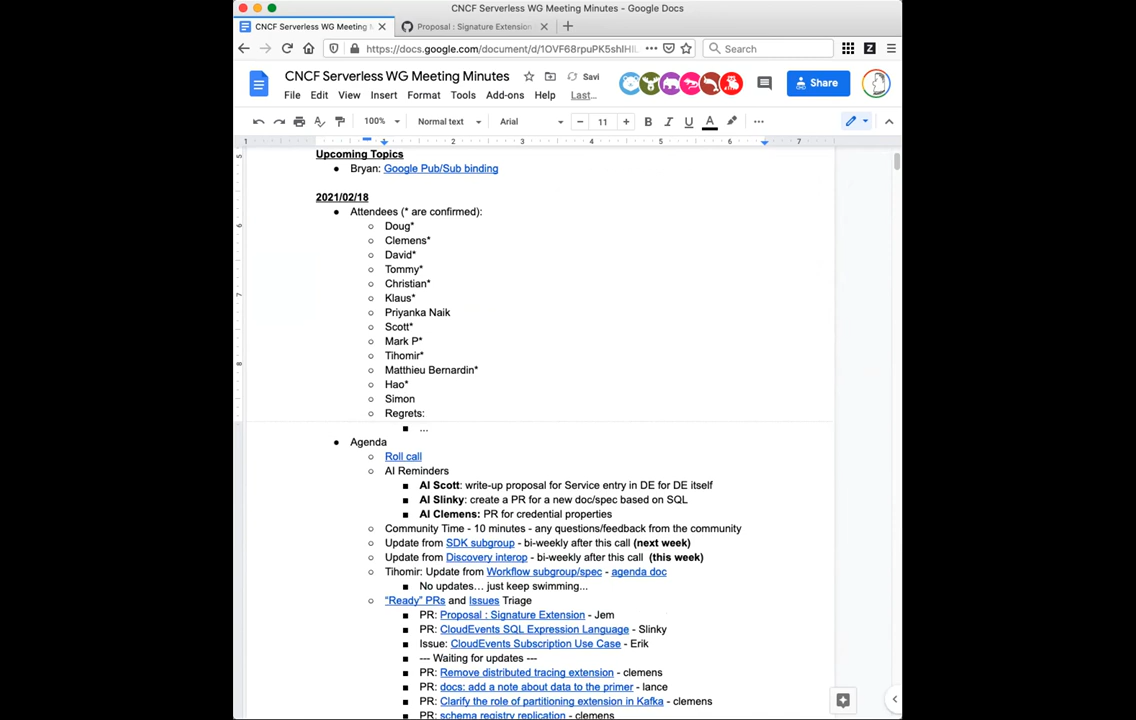 CNCF Serverless WG Meeting Minutes - Google Docs
CNCF Serverless WG Meeting
Proposal : Signature Extension
https://docs.google.com/document/d/1OVF68rpuPK5shlHIL
Search
CNCF Serverless WG Meeting Minutes
Savi
Share
File Edit View Insert Format Tools Add-ons Help Last...
100% Normal text Arial 11 B I U A
1 1 2 3 4 5 6 7
Upcoming Topics
Bryan: Google Pub/Sub binding
2021/02/18
Attendees (* are confirmed):
Doug*
Clemens*
David*
Tommy*
Christian*
Klaus*
Priyanka Naik
Scott*
Mark P*
Tihomir*
Matthieu Bernardin*
Hao*
Simon
Regrets:
...
Agenda
Roll call
AI Reminders
AI Scott: write-up proposal for Service entry in DE for DE itself
AI Slinky: create a PR for a new doc/spec based on SQL
AI Clemens: PR for credential properties
Community Time - 10 minutes - any questions/feedback from the community
Update from SDK subgroup - bi-weekly after this call (next week)
Update from Discovery interop - bi-weekly after this call (this week)
Tihomir: Update from Workflow subgroup/spec - agenda doc
No updates... just keep swimming...
"Ready" PRs and Issues Triage
PR: Proposal : Signature Extension - Jem
PR: CloudEvents SQL Expression Language - Slinky
Issue: CloudEvents Subscription Use Case - Erik
--- Waiting for updates ---
PR: Remove distributed tracing extension - clemens
PR: docs: add a note about data to the primer - lance
PR: Clarify the role of partitioning extension in Kafka - clemens
PR: schema registry replication - clemens